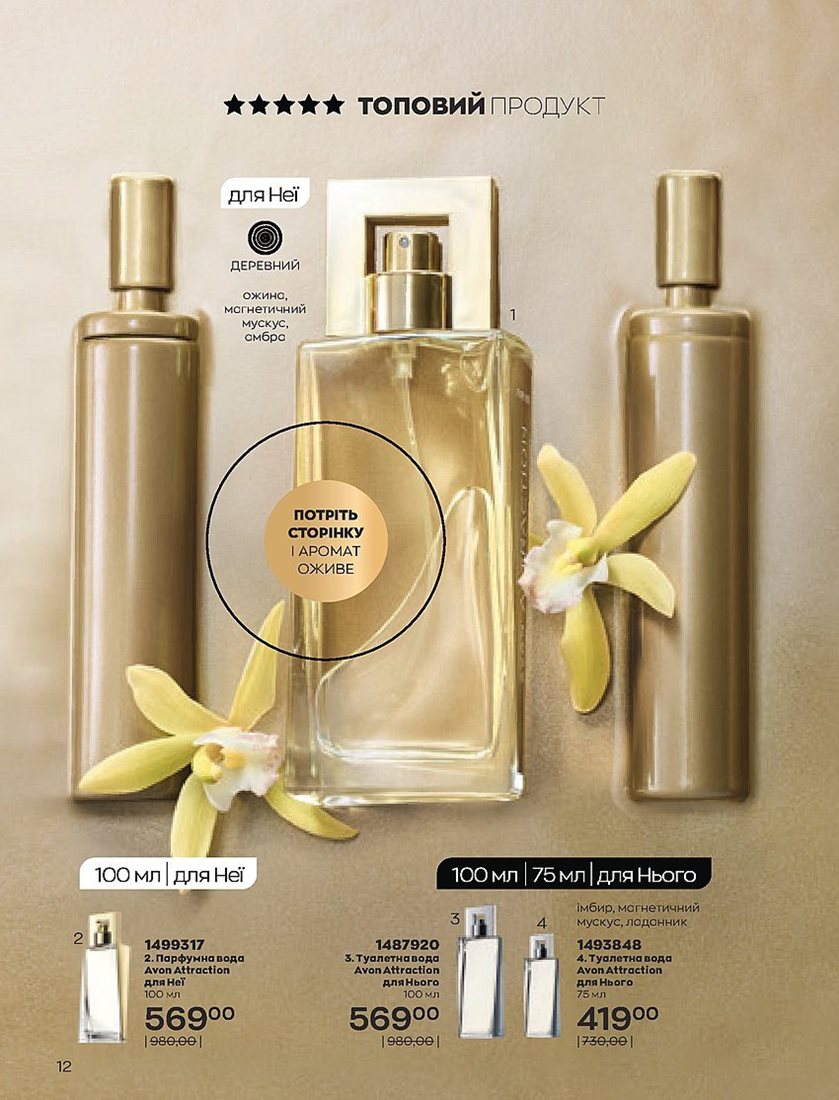 ★★★★★ ТОПОВИЙ ПРОДУКТ
для Неї
ДЕРЕВНИЙ
ожина,
магнетичний
мускус,
амбра
1
ПОТРІТЬ
СТОРІНКУ
І АРОМАТ
ОЖИВЕ
100 мл | для Неї
2
1499317
2. Парфумна вода
Avon Attraction
для Неї
100 мл
569⁰⁰
|980,00|
100 мл | 75 мл | для Нього
3
1487920
3. Туалетна вода
Avon Attraction
для Нього
100 мл
569⁰⁰
|980,00|
імбир, магнетичний
мускус, ладанник
4
1493848
4. Туалетна вода
Avon Attraction
для Нього
75 мл
419⁰⁰
|730,00|
12